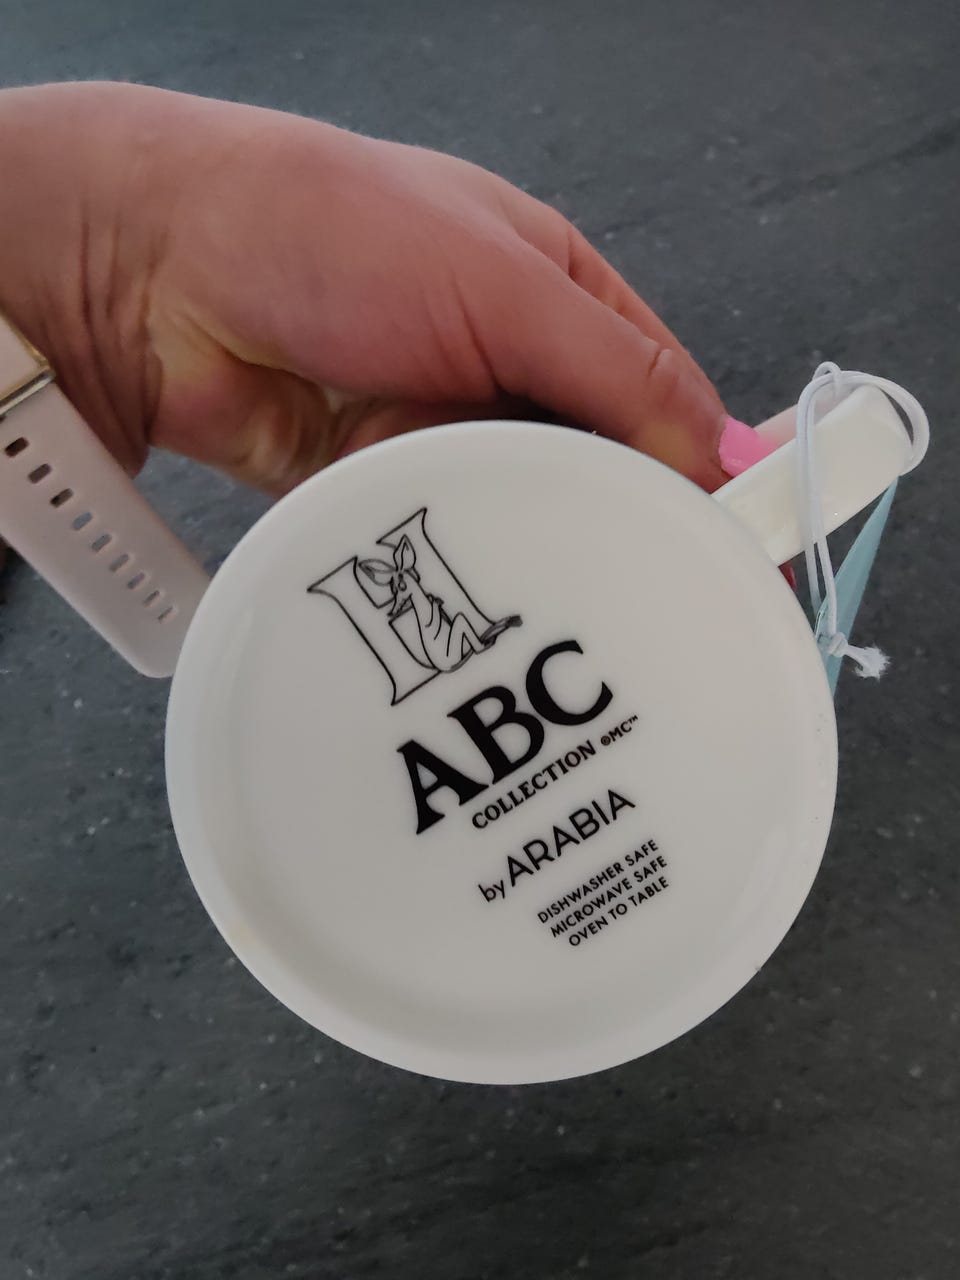 H
ABC
COLLECTION ©MC™
by ARABIA
DISHWASHER SAFE
MICROWAVE SAFE
OVEN TO TABLE